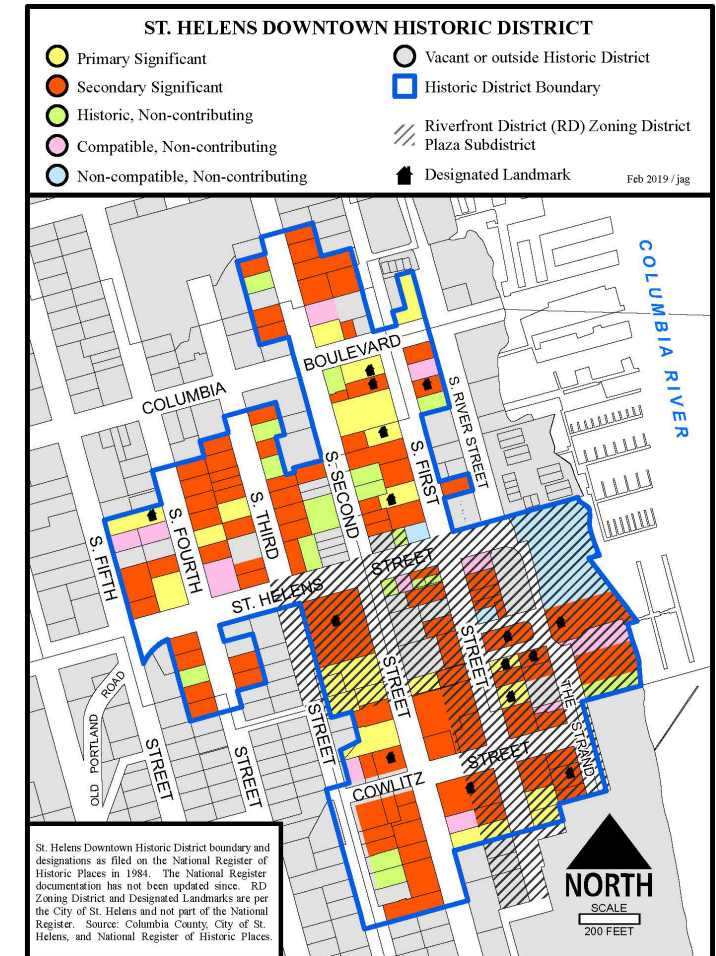 ST. HELENS DOWNTOWN HISTORIC DISTRICT
Primary Significant
Secondary Significant
Historic, Non-contributing
Compatible, Non-contributing
Non-compatible, Non-contributing
Vacant or outside Historic District
Historic District Boundary
Riverfront District (RD) Zoning District
Plaza Subdistrict
Designated Landmark
Feb 2019 / jag
COLUMBIA RIVER
BOULEVARD
COLUMBIA
S. RIVER STREET
S. FIRST
S. SECOND
S. THIRD
S. FOURTH
S. FIFTH
STREET
ST. HELENS
STREET
STREET
STREET
THE STRAND
ROAD
OLD PORTLAND
STREET
STREET
STREET
COWLITZ
St. Helens Downtown Historic District boundary and
designations as filed on the National Register of
Historic Places in 1984. The National Register
documentation has not been updated since. RD
Zoning District and Designated Landmarks are per
the City of St. Helens and not part of the National
Register. Source: Columbia County, City of St.
Helens, and National Register of Historic Places.
NORTH
SCALE
200 FEET